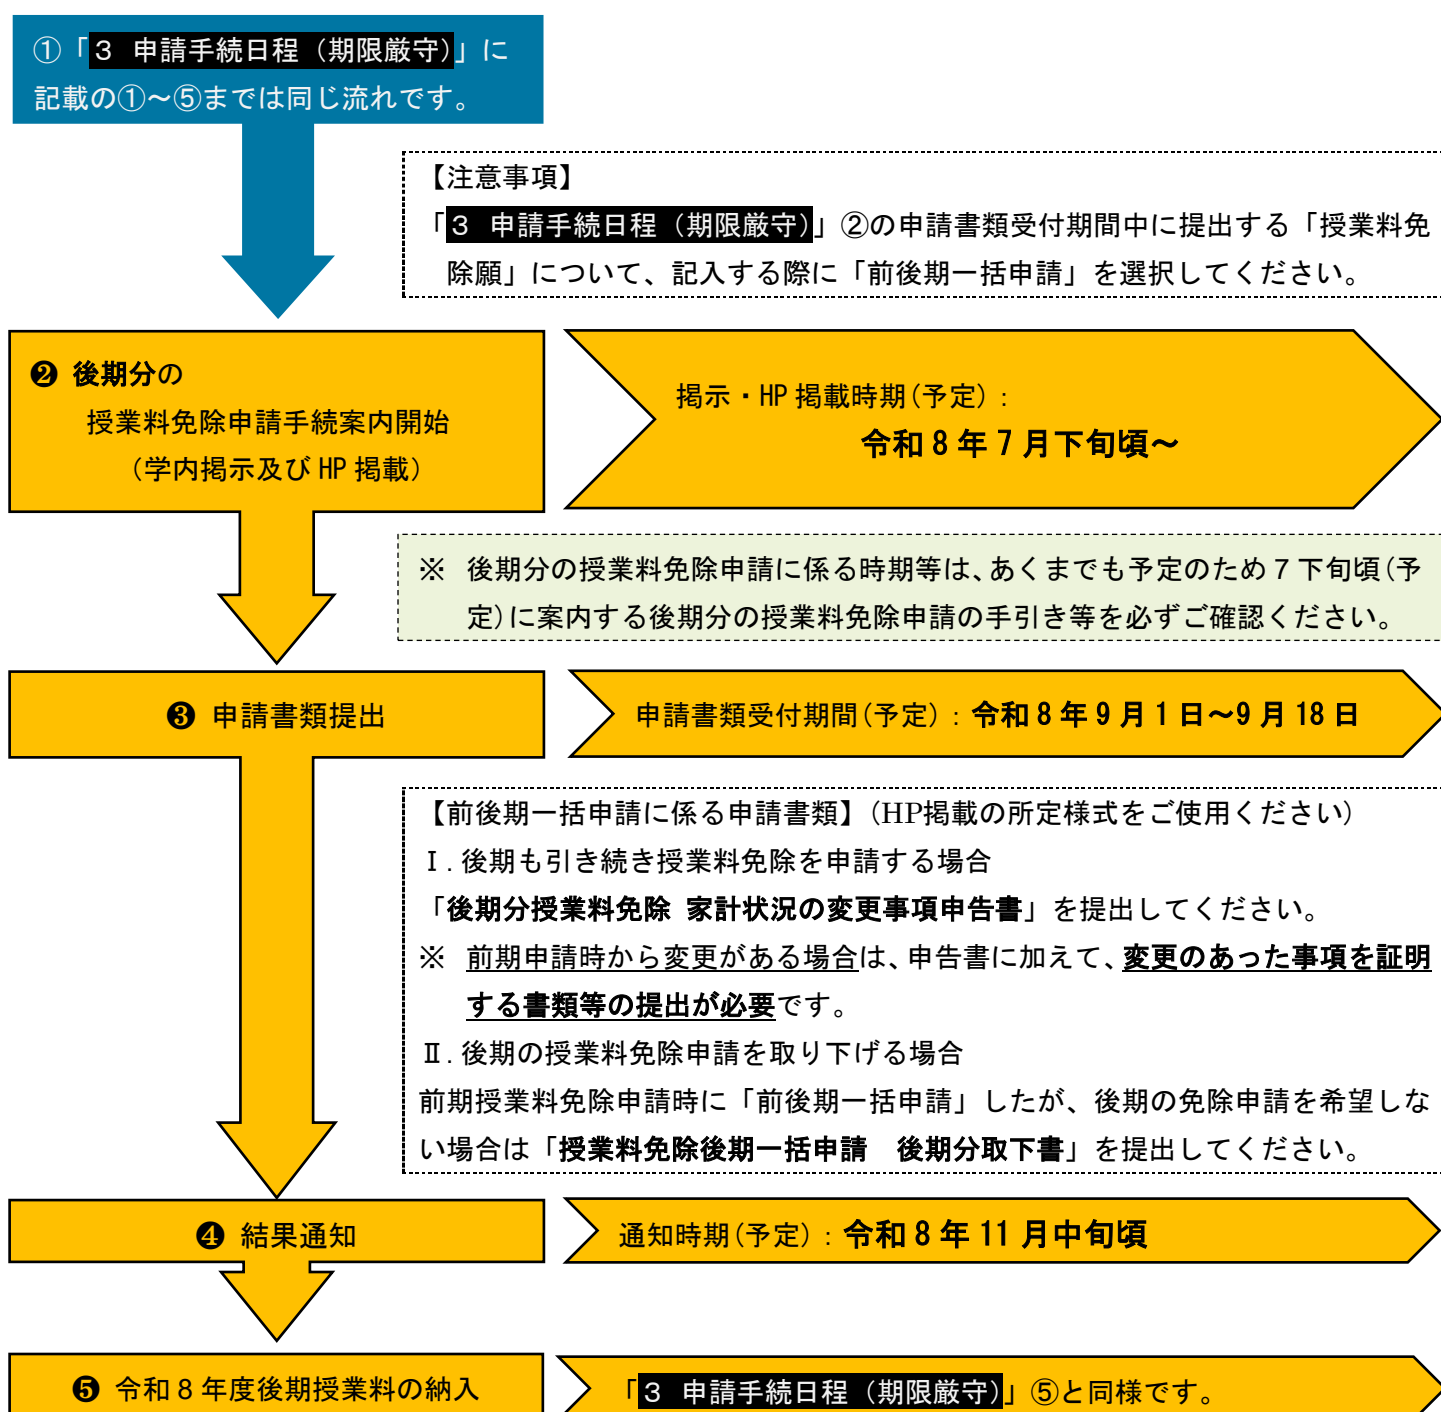 ①「３　申請手続日程（期限厳守）」に
記載の①～⑤までは同じ流れです。
【注意事項】
「３　申請手続日程（期限厳守）」②の申請書類受付期間中に提出する「授業料免
除願」について、記入する際に「前後期一括申請」を選択してください。
❷ 後期分の
授業料免除申請手続案内開始
（学内掲示及び HP 掲載）
掲示・HP 掲載時期(予定)：
令和８年７月下旬頃～
※　後期分の授業料免除申請に係る時期等は、あくまでも予定のため７下旬頃(予
定)に案内する後期分の授業料免除申請の手引き等を必ずご確認ください。
❸ 申請書類提出
申請書類受付期間(予定)：令和８年９月１日～9 月 18 日
【前後期一括申請に係る申請書類】(HP掲載の所定様式をご使用ください)
Ⅰ.後期も引き続き授業料免除を申請する場合
「後期分授業料免除 家計状況の変更事項申告書」を提出してください。
※　前期申請時から変更がある場合は、申告書に加えて、変更のあった事項を証明
する書類等の提出が必要です。
Ⅱ.後期の授業料免除申請を取り下げる場合
前期授業料免除申請時に「前後期一括申請」したが、後期の免除申請を希望しな
い場合は「授業料免除後期一括申請　後期分取下書」を提出してください。
❹ 結果通知
通知時期(予定)：令和８年 11 月中旬頃
❺ 令和８年度後期授業料の納入
「３　申請手続日程（期限厳守）」⑤と同様です。